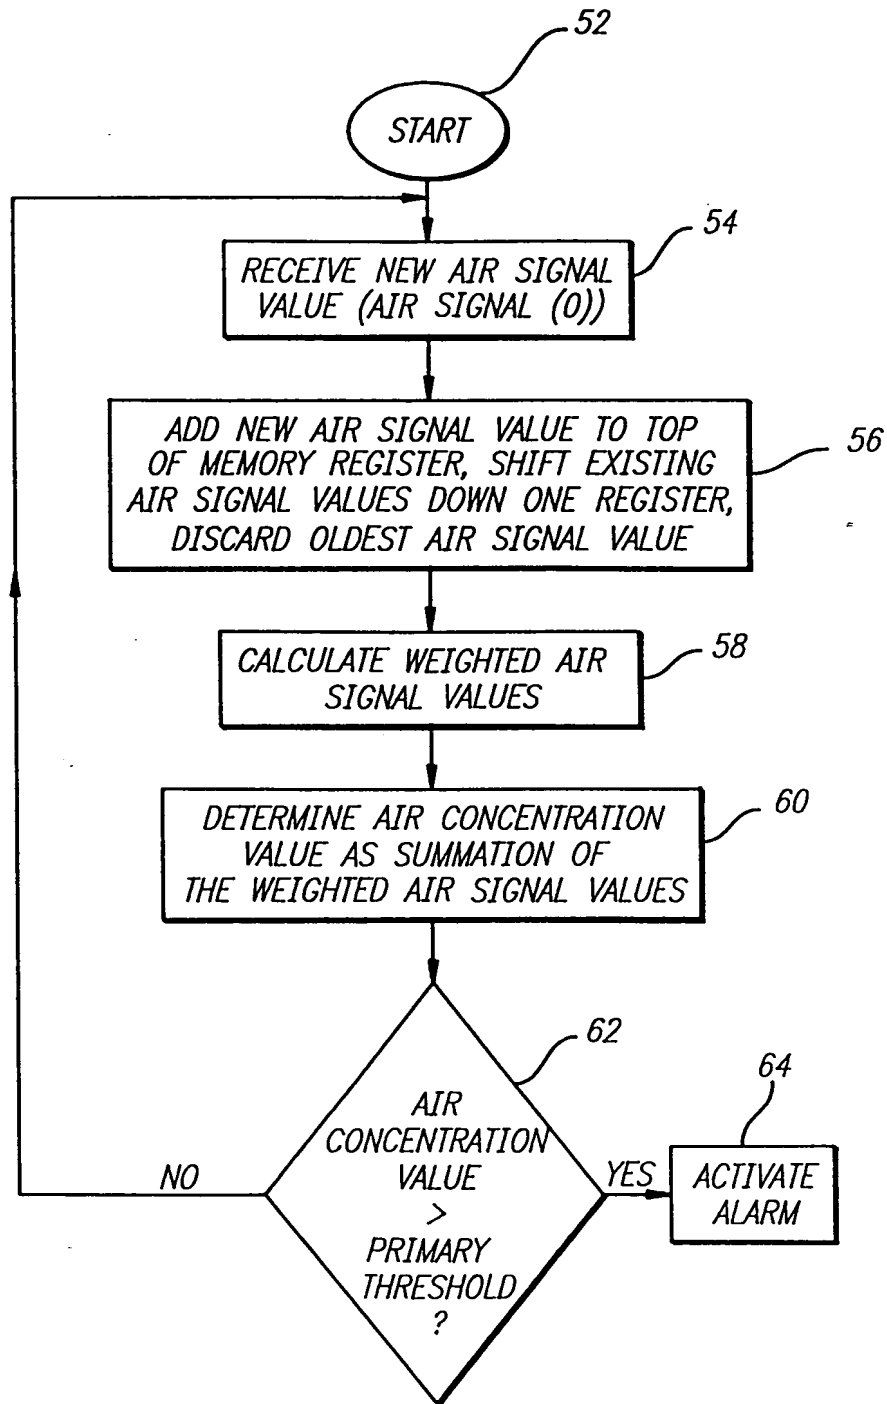 52
START
54
RECEIVE NEW AIR SIGNAL
VALUE (AIR SIGNAL (0))
ADD NEW AIR SIGNAL VALUE TO TOP
OF MEMORY REGISTER, SHIFT EXISTING
AIR SIGNAL VALUES DOWN ONE REGISTER,
DISCARD OLDEST AIR SIGNAL VALUE
56
CALCULATE WEIGHTED AIR
SIGNAL VALUES
58
DETERMINE AIR CONCENTRATION
VALUE AS SUMMATION OF
THE WEIGHTED AIR SIGNAL VALUES
60
62
AIR
CONCENTRATION
VALUE
>
PRIMARY
THRESHOLD
?
NO
YES
64
ACTIVATE
ALARM